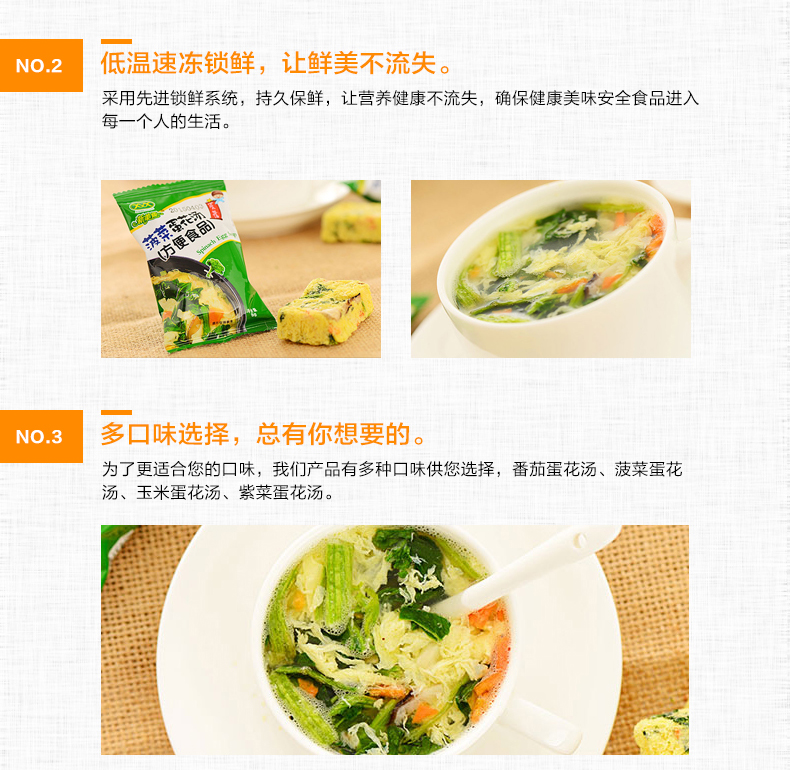 NO.2
低温速冻锁鲜，让鲜美不流失。
采用先进锁鲜系统，持久保鲜，让营养健康不流失，确保健康美味安全食品进入
每一个人的生活。
菠菜蛋花汤
(方便食品)
Spinach Egg
NO.3
多口味选择，总有你想要的。
为了更适合您的口味，我们产品有多种口味供您选择，番茄蛋花汤、菠菜蛋花
汤、玉米蛋花汤、紫菜蛋花汤。